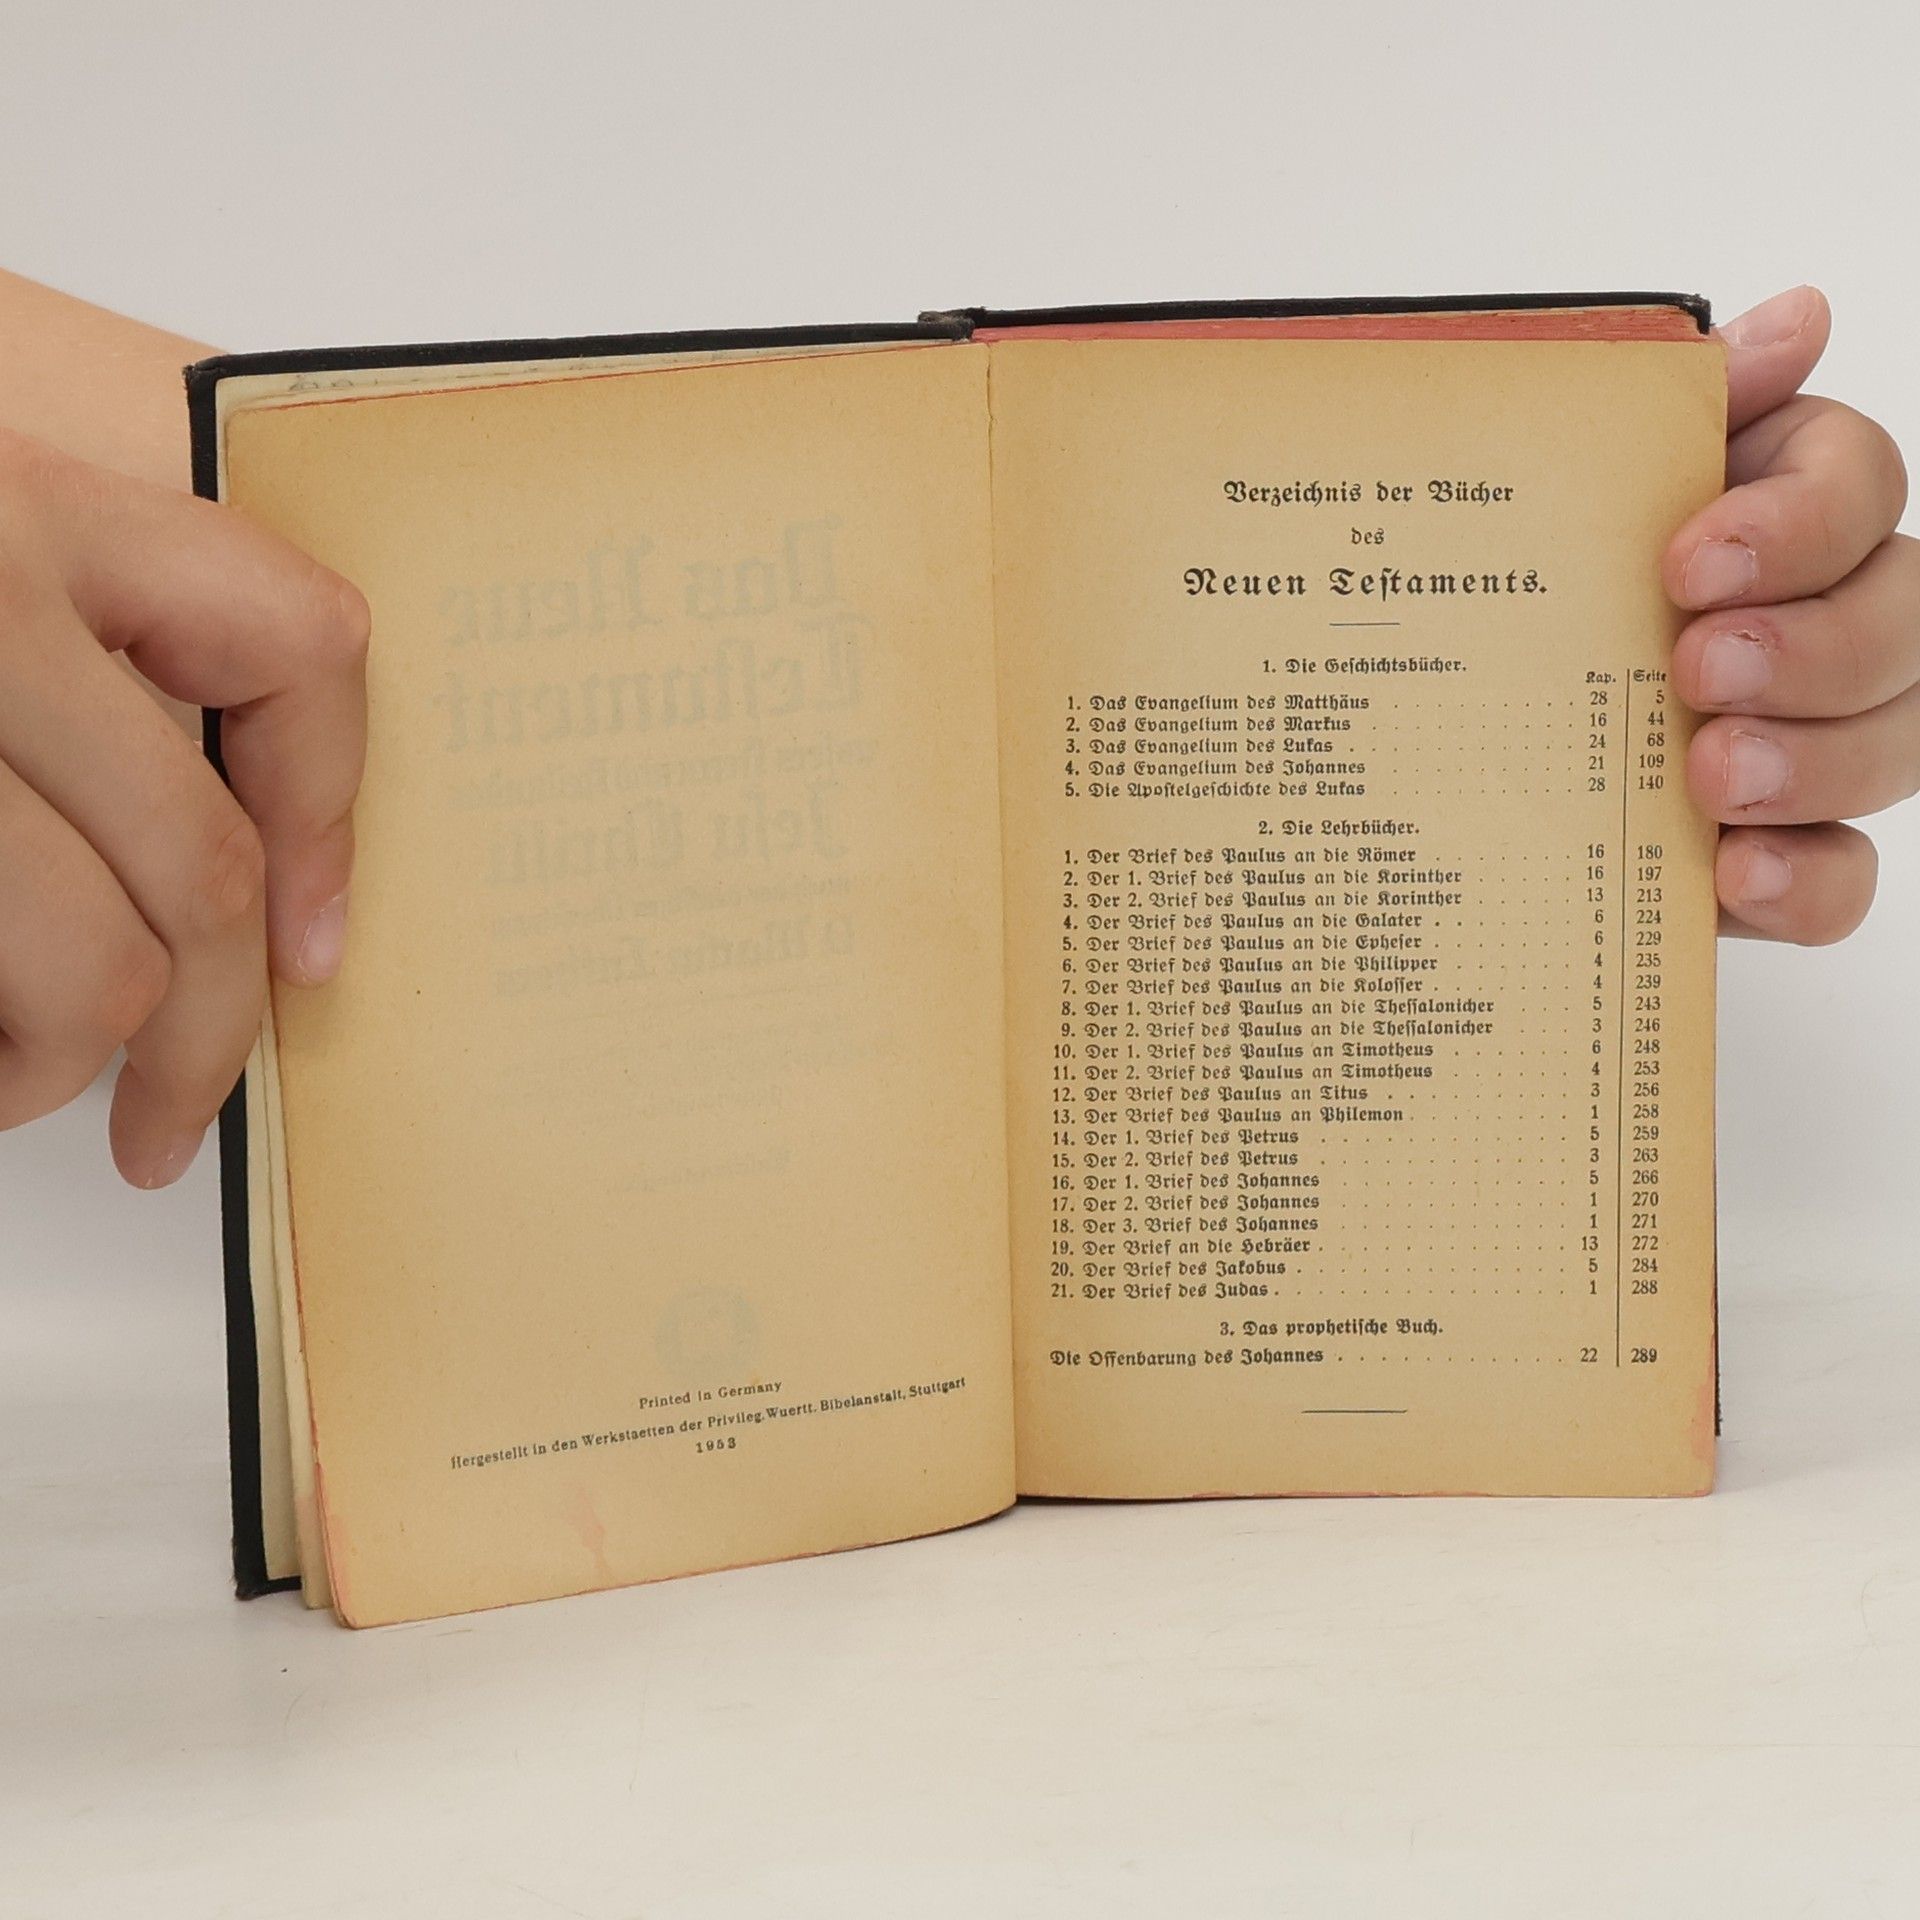 Printed in Germany
Hergestellt in den Werkstaetten der Privileg. Wuertt. Bibelanstalt, Stuttgart
1953
Verzeichnis der Bücher
des
Neuen Testaments.
1. Die Geschichtsbücher.
Kap. Seite
1. Das Evangelium des Matthäus . . . . . . . . . 28 5
2. Das Evangelium des Markus . . . . . . . . . . 16 44
3. Das Evangelium des Lukas . . . . . . . . . . . 24 68
4. Das Evangelium des Johannes . . . . . . . . . 21 109
5. Die Apostelgeschichte des Lukas . . . . . . . . . 28 140
2. Die Lehrbücher.
1. Der Brief des Paulus an die Römer . . . . . . . 16 180
2. Der 1. Brief des Paulus an die Korinther . . . . . 16 197
3. Der 2. Brief des Paulus an die Korinther . . . . . 13 213
4. Der Brief des Paulus an die Galater . . . . . . . 6 224
5. Der Brief des Paulus an die Epheser . . . . . . . 6 229
6. Der Brief des Paulus an die Philipper . . . . . . 4 235
7. Der Brief des Paulus an die Kolosser . . . . . . . 4 239
8. Der 1. Brief des Paulus an die Thessalonicher . . . 5 243
9. Der 2. Brief des Paulus an die Thessalonicher . . . 3 246
10. Der 1. Brief des Paulus an Timotheus . . . . . . 6 248
11. Der 2. Brief des Paulus an Timotheus . . . . . . 4 253
12. Der Brief des Paulus an Titus . . . . . . . . . 3 256
13. Der Brief des Paulus an Philemon . . . . . . . . 1 258
14. Der 1. Brief des Petrus . . . . . . . . . . . . 5 259
15. Der 2. Brief des Petrus . . . . . . . . . . . . 3 263
16. Der 1. Brief des Johannes . . . . . . . . . . . 5 266
17. Der 2. Brief des Johannes . . . . . . . . . . . 1 270
18. Der 3. Brief des Johannes . . . . . . . . . . . 1 271
19. Der Brief an die Hebräer . . . . . . . . . . . . 13 272
20. Der Brief des Jakobus . . . . . . . . . . . . . 5 284
21. Der Brief des Judas . . . . . . . . . . . . . . 1 288
3. Das prophetische Buch.
Die Offenbarung des Johannes . . . . . . . . . . . 22 289